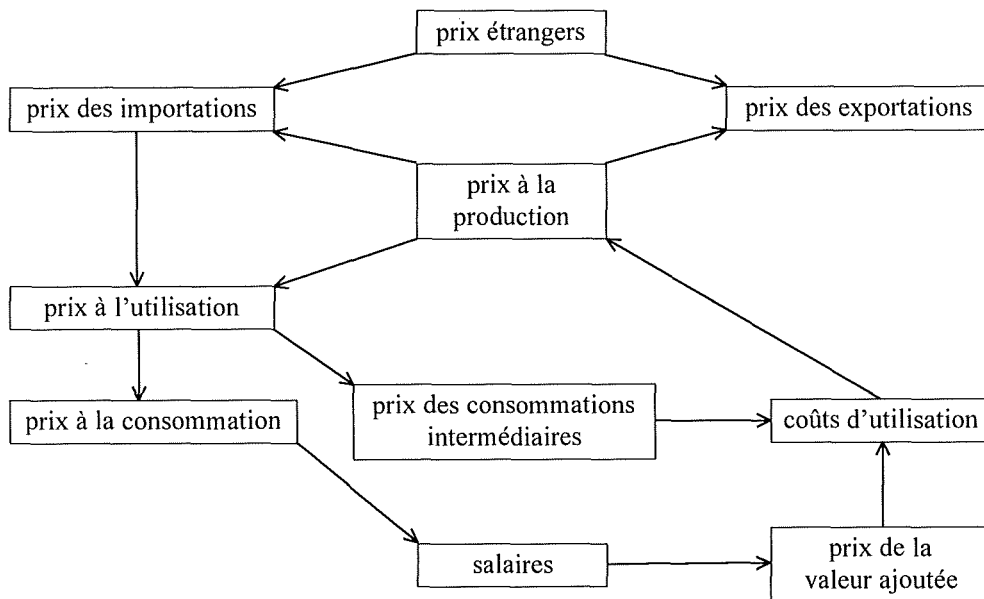 prix étrangers
prix des importations
prix des exportations
prix à la
production
prix à l’utilisation
prix à la consommation
prix des consommations
intermédiaires
coûts d’utilisation
salaires
prix de la
valeur ajoutée